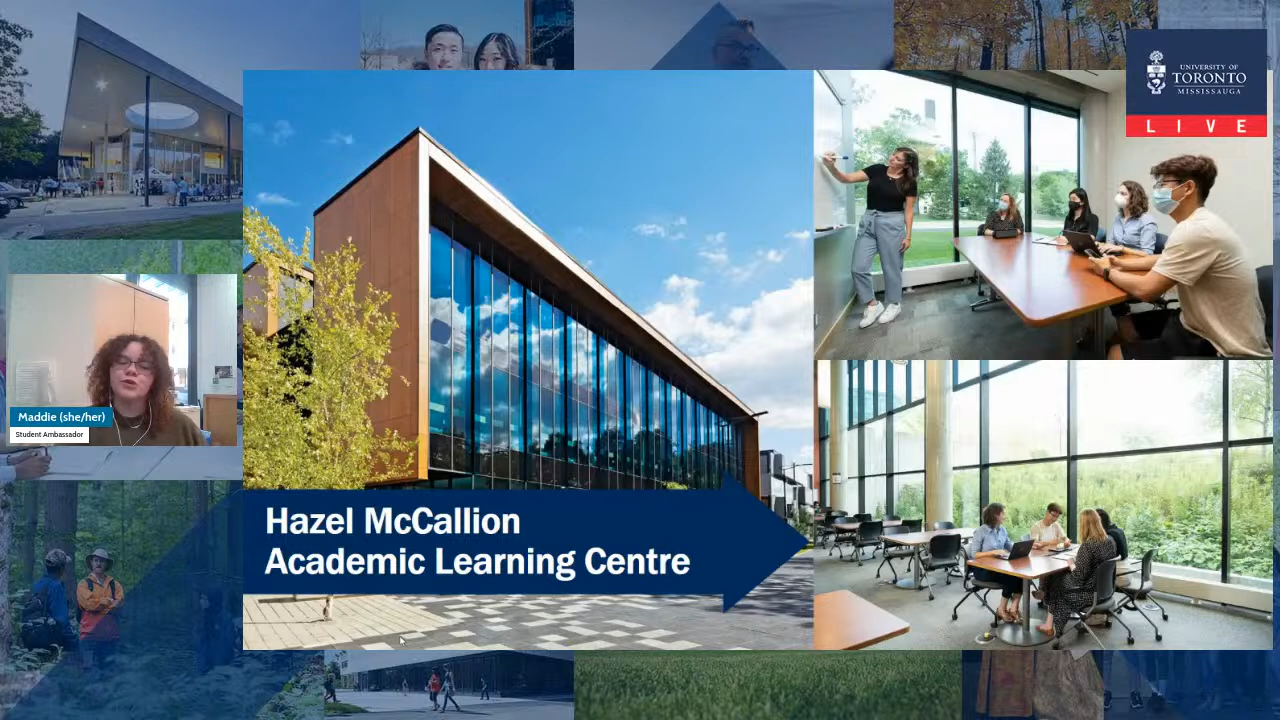 UNIVERSITY OF
TORONTO
MISSISSAUGA
LIVE
Maddie (she/her)
Student Ambassador
Hazel McCallion
Academic Learning Centre